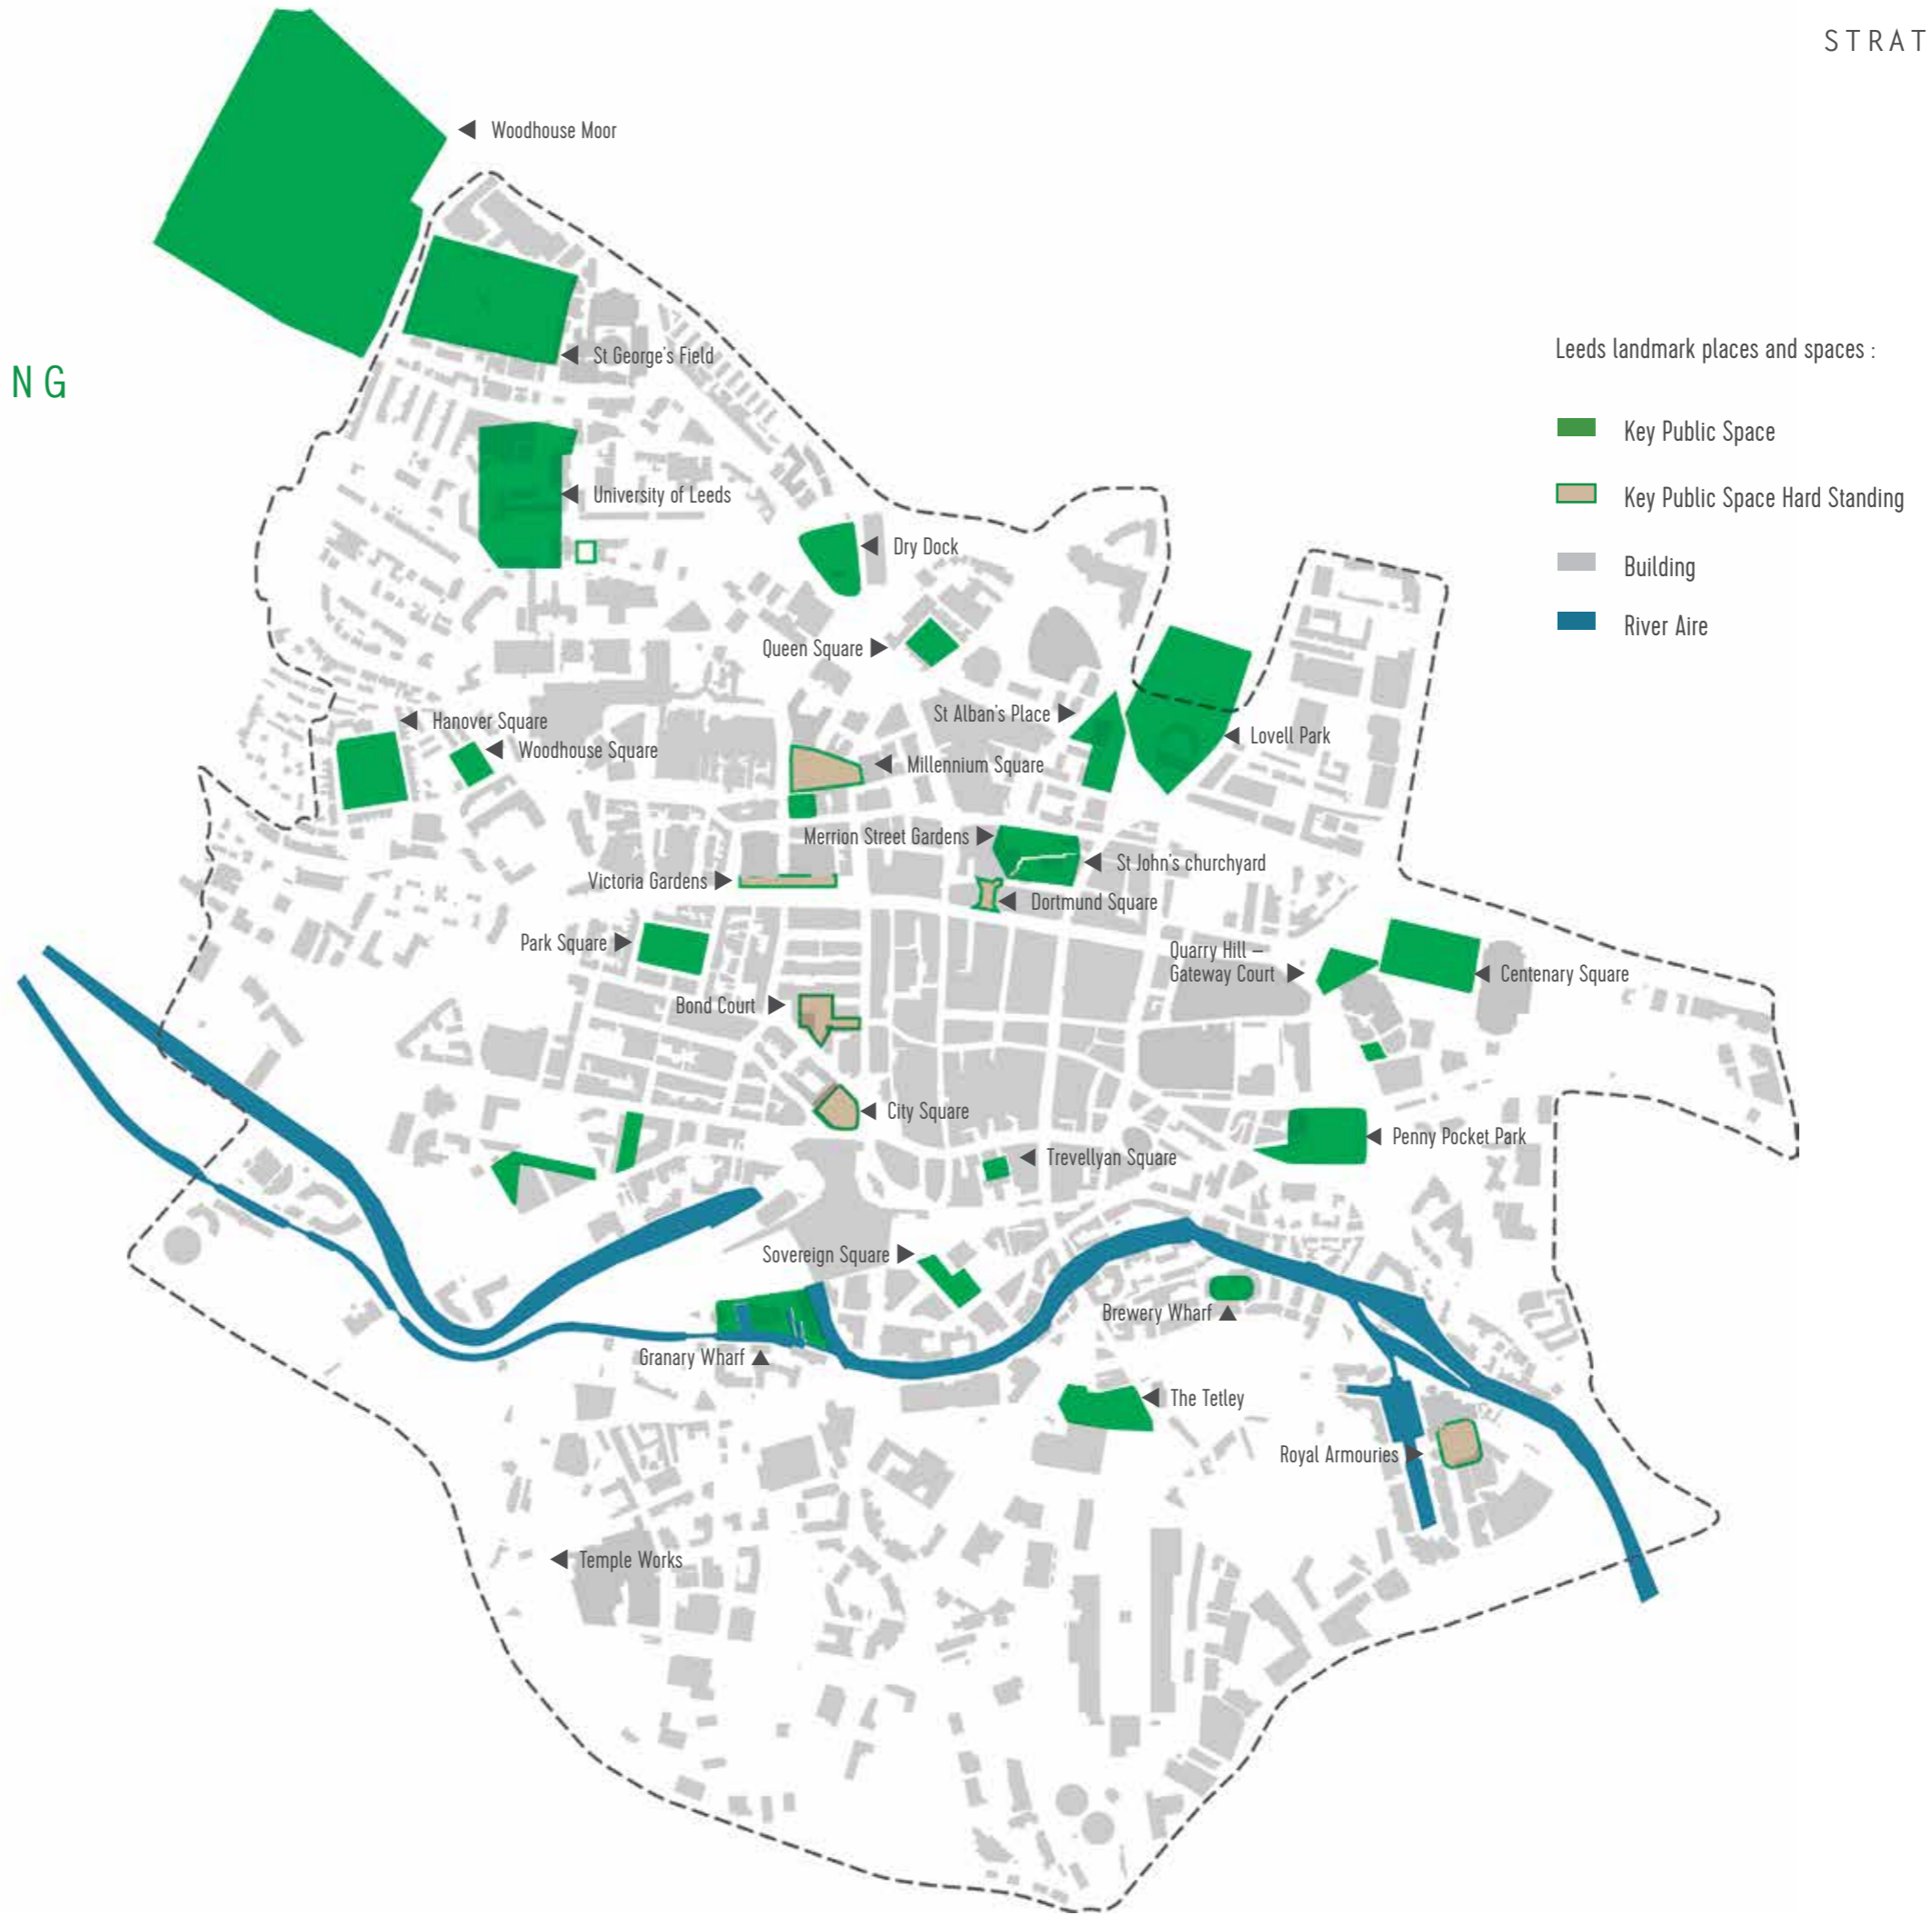 STRAT
Woodhouse Moor
St George's Field
NG
University of Leeds
Dry Dock
Queen Square
St Alban's Place
Lovell Park
Hanover Square
Woodhouse Square
Millennium Square
Merrion Street Gardens
St John's churchyard
Victoria Gardens
Dortmund Square
Park Square
Quarry Hill –
Gateway Court
Centenary Square
Bond Court
City Square
Penny Pocket Park
Trevellyan Square
Sovereign Square
Brewery Wharf
Granary Wharf
The Tetley
Royal Armouries
Temple Works
Leeds landmark places and spaces :
Key Public Space
Key Public Space Hard Standing
Building
River Aire